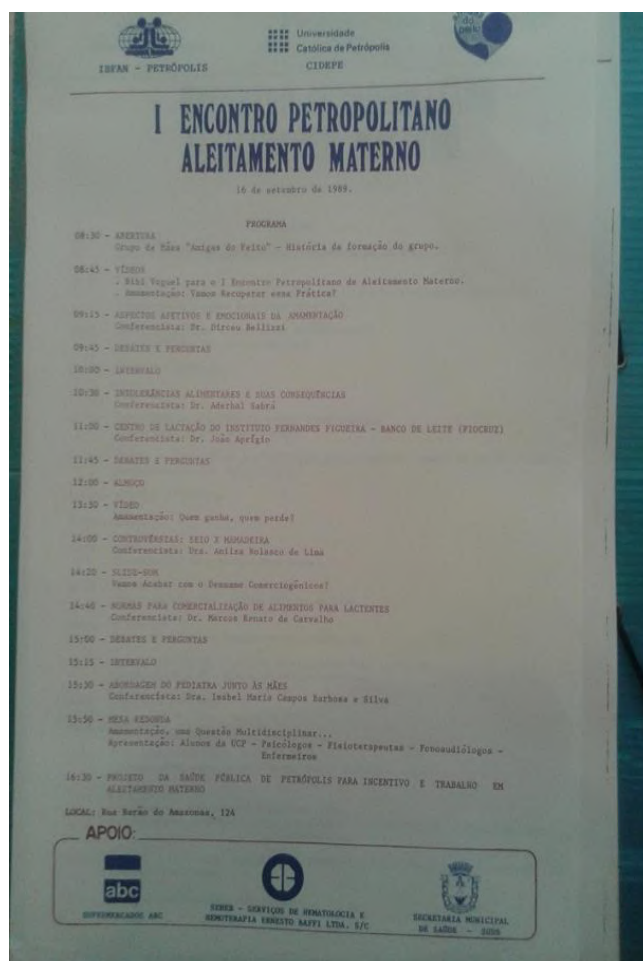 IBFAN - PETRÓPOLIS
Universidade
Católica de Petrópolis
CIDEPE
I ENCONTRO PETROPOLITANO
ALEITAMENTO MATERNO
16 de setembro de 1989.
PROGRAMA
08:30 - ABERTURA
Grupo de Mães "Amigas do Peito" - História da formação do grupo.
08:45 - VÍDEOS
. Bibi Vogel para o I Encontro Petropolitano de Aleitamento Materno.
. Amamentação: Vamos Recuperar essa Prática?
09:15 - ASPECTOS AFETIVOS E EMOCIONAIS DA AMAMENTAÇÃO
Conferencista: Dr. Dirceu Bellizzi
09:45 - DEBATES E PERGUNTAS
10:00 - INTERVALO
10:30 - INTOLERÂNCIAS ALIMENTARES E SUAS CONSEQUÊNCIAS
Conferencista: Dr. Aderbal Sabrá
11:00 - CENTRO DE LACTAÇÃO DO INSTITUTO FERNANDES FIGUEIRA - BANCO DE LEITE (FIOCRUZ)
Conferencista: Dr. João Aprígio
11:45 - DEBATES E PERGUNTAS
12:00 - ALMOÇO
13:30 - VÍDEO
Amamentação: Quem ganha, quem perde?
14:00 - CONTROVÉRSIAS: SEIO X MAMADEIRA
Conferencista: Dra. de Lima
14:20 - SLIDE-SOM
Vamos Acabar com o Desmame Comerciogênico?
14:40 - NORMAS PARA COMERCIALIZAÇÃO DE ALIMENTOS PARA LACTENTES
Conferencista: Dr. Marcos Renato de Carvalho
15:00 - DEBATES E PERGUNTAS
15:15 - INTERVALO
15:30 - ABORDAGEM DO PEDIATRA JUNTO ÀS MÃES
Conferencista: Dra. Isabel Maria Campos Barbosa e Silva
15:50 - MESA REDONDA
Amamentação, uma Questão Multidisciplinar...
Apresentação: Alunos da UCP - Psicólogos - Fisioterapeutas - Fonoaudiólogos -
Enfermeiros
16:30 - PROJETO DA SAÚDE PÚBLICA DE PETRÓPOLIS PARA INCENTIVO E TRABALHO EM
ALEITAMENTO MATERNO
LOCAL: Rua Barão do Amazonas, 124
APOIO:
abc
SUPERMERCADOS ABC
SERVIÇOS DE HEMATOLOGIA E
HEMOTERAPIA ERNESTO RAFFI LTDA. S/C
SECRETARIA MUNICIPAL
DE SAÚDE - SUDS